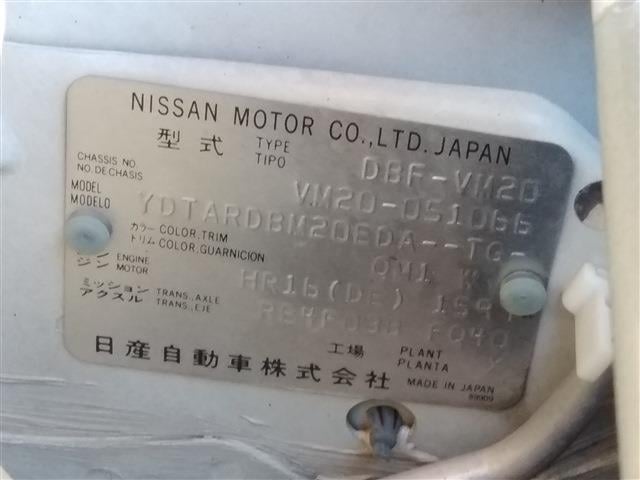 NISSAN MOTOR CO.,LTD. JAPAN
型式 TYPE TIPO DBF-VM20
CHASSIS NO. NO.DE CHASIS VM20-051066
MODEL MODELO YDTARDBM20EDA--TG-
カラー COLOR,TRIM
トリム COLOR,GUARNICION QM1
ENGINE MOTOR HR16(DE)
ミッション TRANS.,AXLE
アクスル TRANS.,EJE
工場 PLANT PLANTA
日産自動車株式会社 MADE IN JAPAN
89909